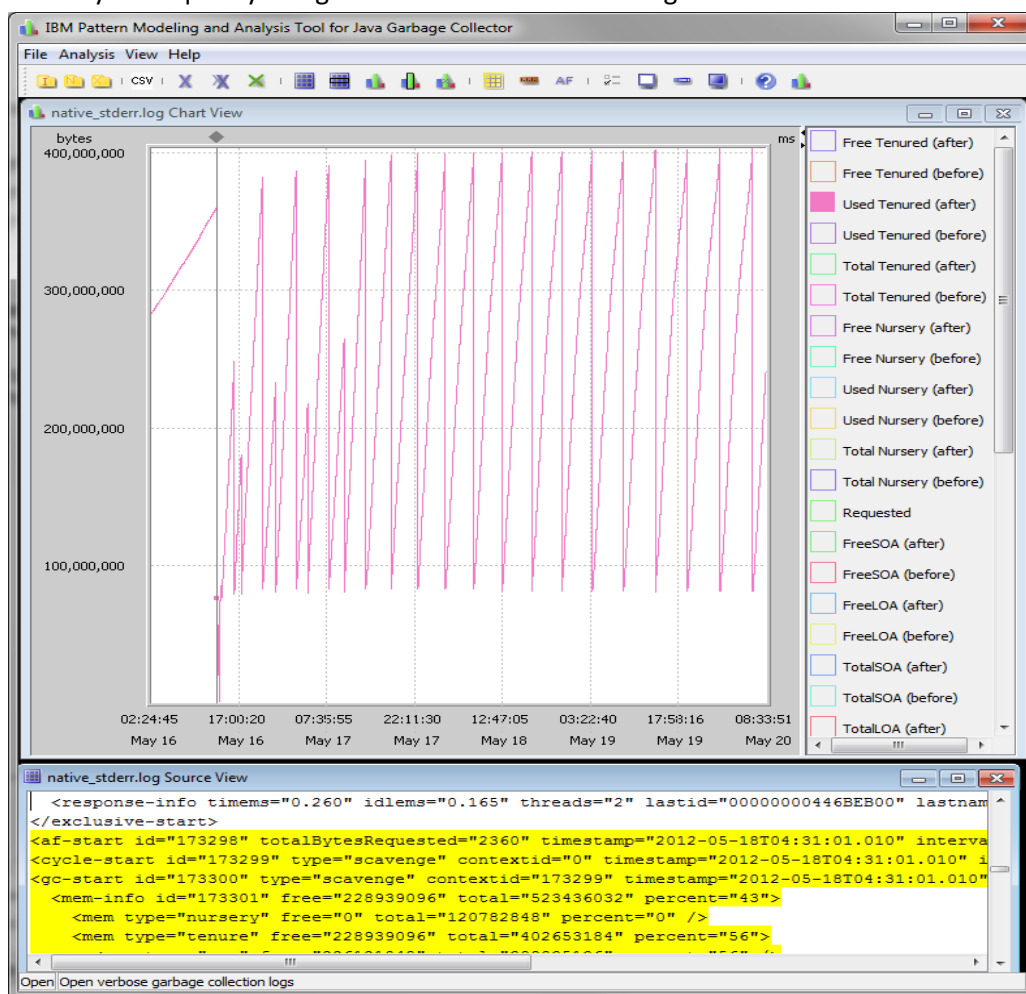 IBM Pattern Modeling and Analysis Tool for Java Garbage Collector
File Analysis View Help
CSV AF
native_stderr.log Chart View
bytes
ms
400,000,000
300,000,000
200,000,000
100,000,000
02:24:45 17:00:20 07:35:55 22:11:30 12:47:05 03:22:40 17:58:16 08:33:51
May 16 May 16 May 17 May 17 May 18 May 19 May 19 May 20
Free Tenured (after)
Free Tenured (before)
Used Tenured (after)
Used Tenured (before)
Total Tenured (after)
Total Tenured (before)
Free Nursery (after)
Free Nursery (before)
Used Nursery (after)
Used Nursery (before)
Total Nursery (after)
Total Nursery (before)
Requested
FreeSOA (after)
FreeSOA (before)
FreeLOA (after)
FreeLOA (before)
TotalSOA (after)
TotalSOA (before)
TotalLOA (after)
native_stderr.log Source View
<response-info timems="0.260" idlems="0.165" threads="2" lastid="00000000446BEB00" lastnam
</exclusive-start>
<af-start id="173298" totalBytesRequested="2360" timestamp="2012-05-18T04:31:01.010" interva
<cycle-start id="173299" type="scavenge" contextid="0" timestamp="2012-05-18T04:31:01.010" i
<gc-start id="173300" type="scavenge" contextid="173299" timestamp="2012-05-18T04:31:01.010"
<mem-info id="173301" free="228939096" total="523436032" percent="43">
<mem type="nursery" free="0" total="120782848" percent="0" />
<mem type="tenure" free="228939096" total="402653184" percent="56">
Open Open verbose garbage collection logs